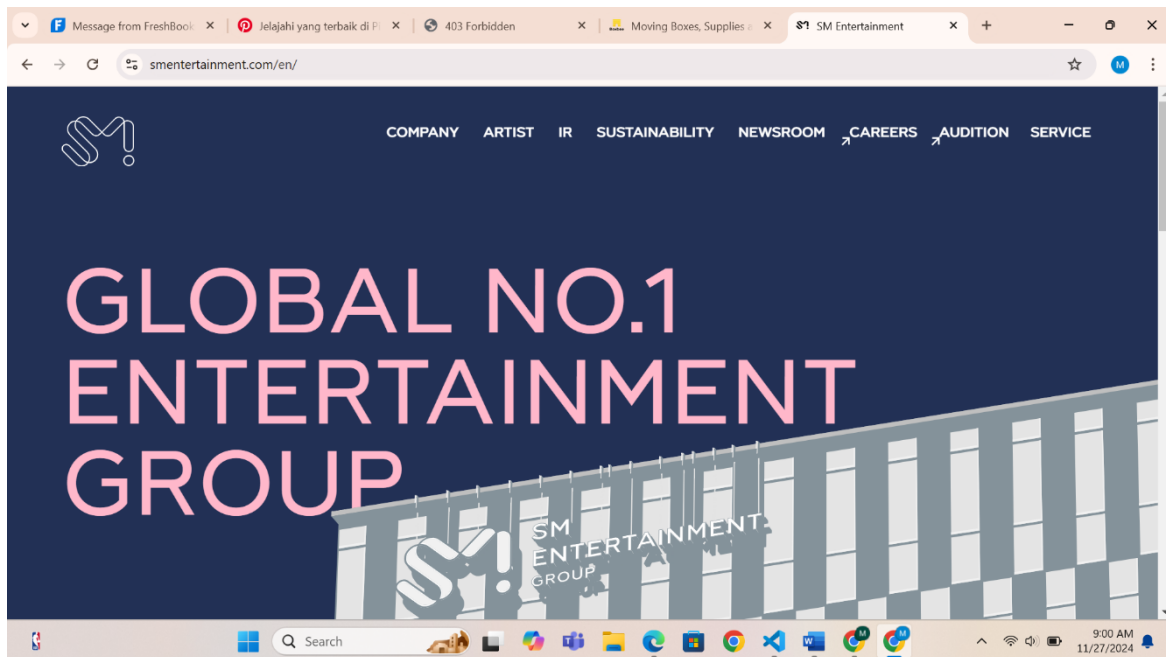 Message from FreshBook
Jelajahi yang terbaik di Pi
403 Forbidden
Moving Boxes, Supplies a
SM Entertainment
smentertainment.com/en/
M
COMPANY ARTIST IR SUSTAINABILITY NEWSROOM CAREERS AUDITION SERVICE
GLOBAL NO.1
ENTERTAINMENT
GROUP
SM
ENTERTAINMENT
GROUP
Search
9:00 AM
11/27/2024